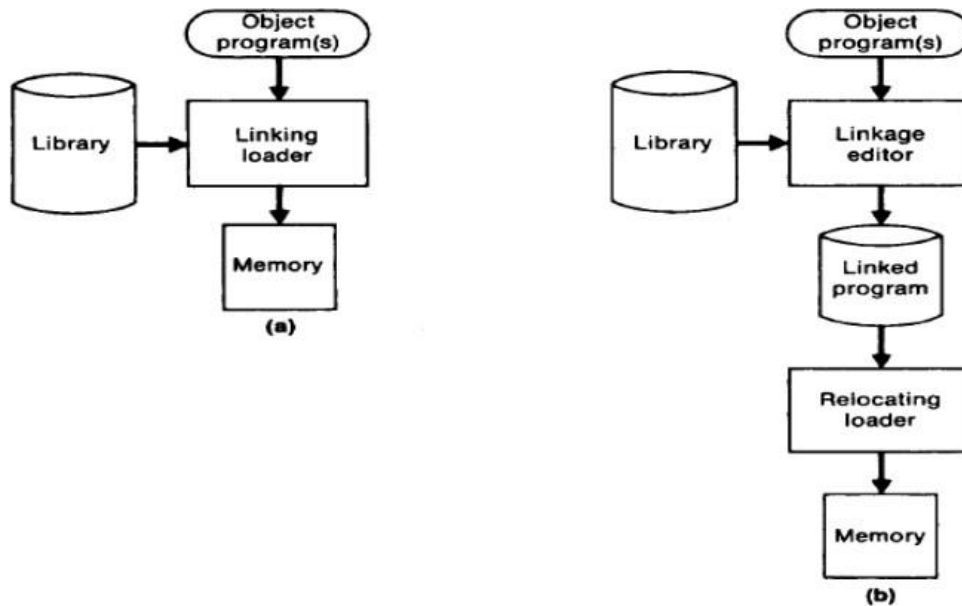 Object
program(s)
Library
Linking
loader
Memory
(a)
Object
program(s)
Library
Linkage
editor
Linked
program
Relocating
loader
Memory
(b)